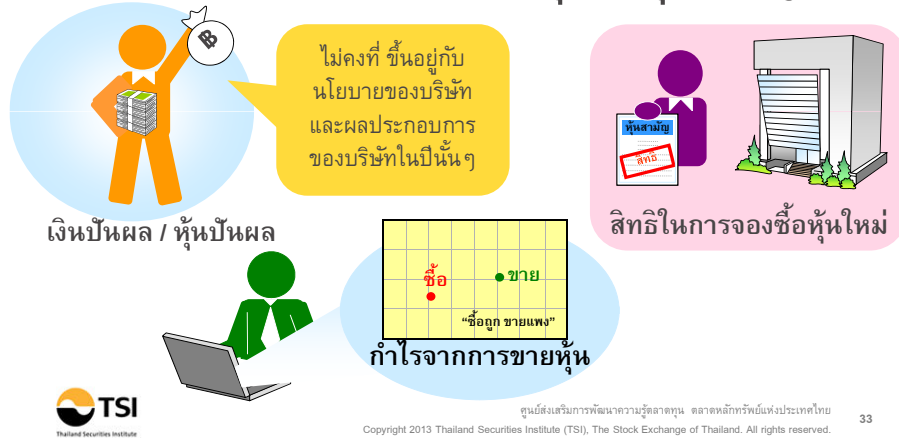 ฿
ไม่คงที่ ขึ้นอยู่กับ
นโยบายของบริษัท
และผลประกอบการ
ของบริษัทในปีนั้นๆ
เงินปันผล / หุ้นปันผล
หุ้นสามัญ
สิทธิ
สิทธิในการจองซื้อหุ้นใหม่
ซื้อ
ขาย
“ซื้อถูก ขายแพง”
กำไรจากการขายหุ้น
TSI
Thailand Securities Institute
ศูนย์ส่งเสริมการพัฒนาความรู้ตลาดทุน ตลาดหลักทรัพย์แห่งประเทศไทย
Copyright 2013 Thailand Securities Institute (TSI), The Stock Exchange of Thailand. All rights reserved.
33